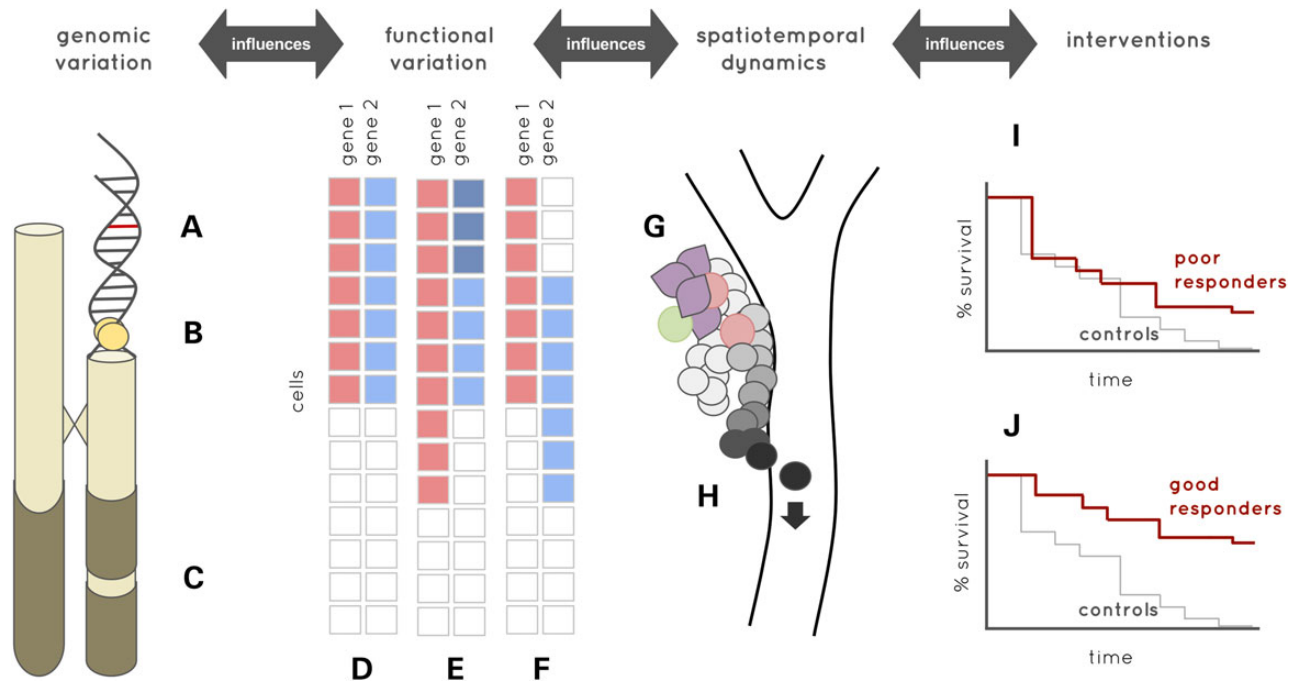 genomic
variation
influences
functional
variation
influences
spatiotemporal
dynamics
influences
interventions
gene 1
gene 2
gene 1
gene 2
gene 1
gene 2
cells
A
B
C
D
E
F
G
H
I
% survival
poor
responders
controls
time
J
% survival
good
responders
controls
time